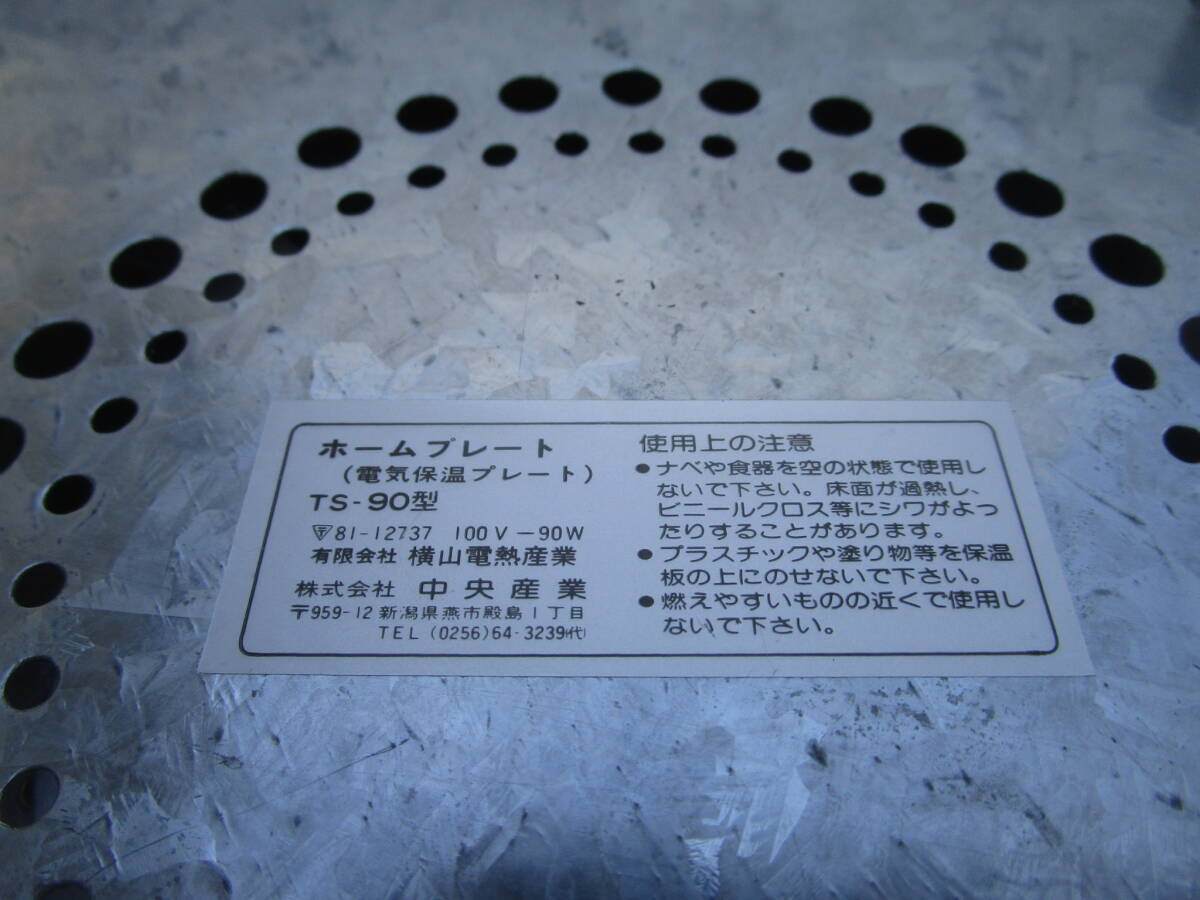 ホームプレート
(電気保温プレート)
TS-90型
81-12737 100V-90W
有限会社 横山電熱産業
株式会社 中央産業
〒959-12 新潟県燕市殿島1丁目
TEL (0256)64-3239(代)
使用上の注意
●ナベや食器を空の状態で使用し
ないで下さい。床面が過熱し、
ビニールクロス等にシワがよっ
たりすることがあります。
●プラスチックや塗り物等を保温
板の上にのせないで下さい。
●燃えやすいものの近くで使用し
ないで下さい。